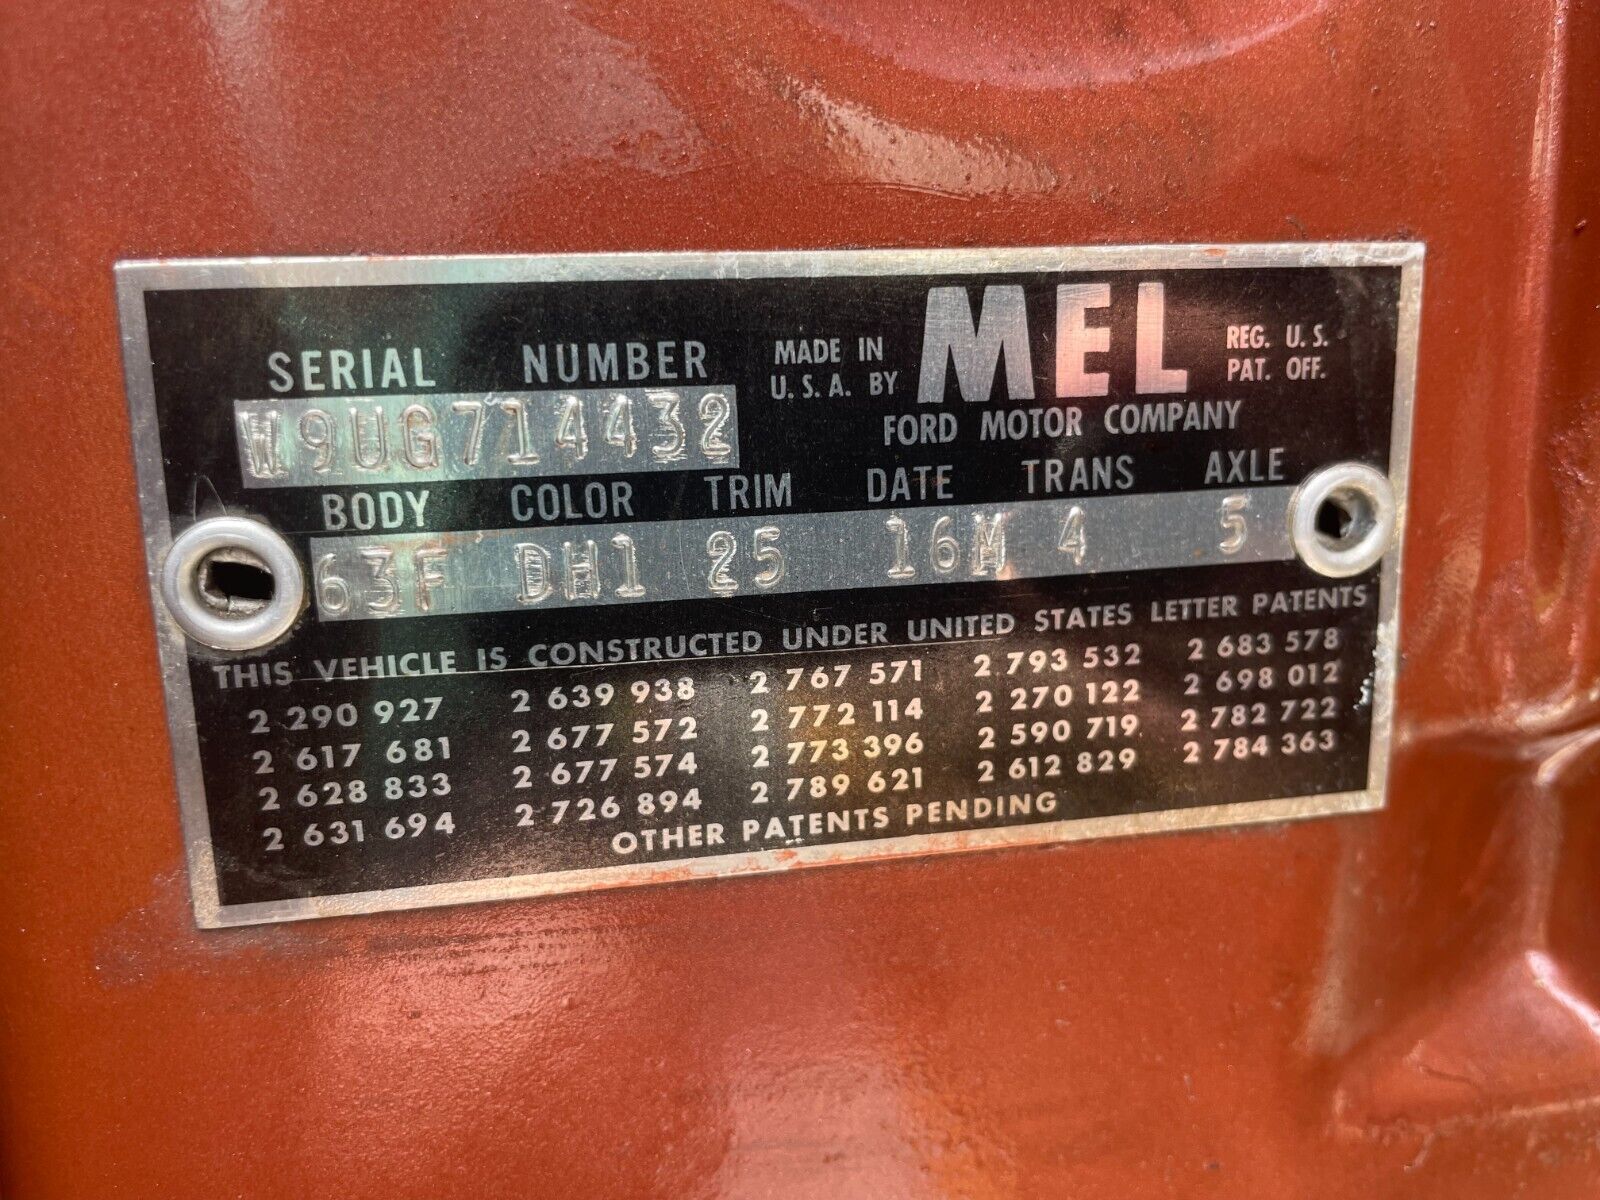 SERIAL NUMBER MADE IN U.S.A. BY MEL REG. U.S. PAT. OFF.
W9UG714432 FORD MOTOR COMPANY
BODY COLOR TRIM DATE TRANS AXLE
63F DH1 25 16M 4 5
THIS VEHICLE IS CONSTRUCTED UNDER UNITED STATES LETTER PATENTS
2 290 927 2 639 938 2 767 571 2 793 532 2 683 578
2 617 681 2 677 572 2 772 114 2 270 122 2 698 012
2 628 833 2 677 574 2 773 396 2 590 719 2 782 722
2 631 694 2 726 894 2 789 621 2 612 829 2 784 363
OTHER PATENTS PENDING